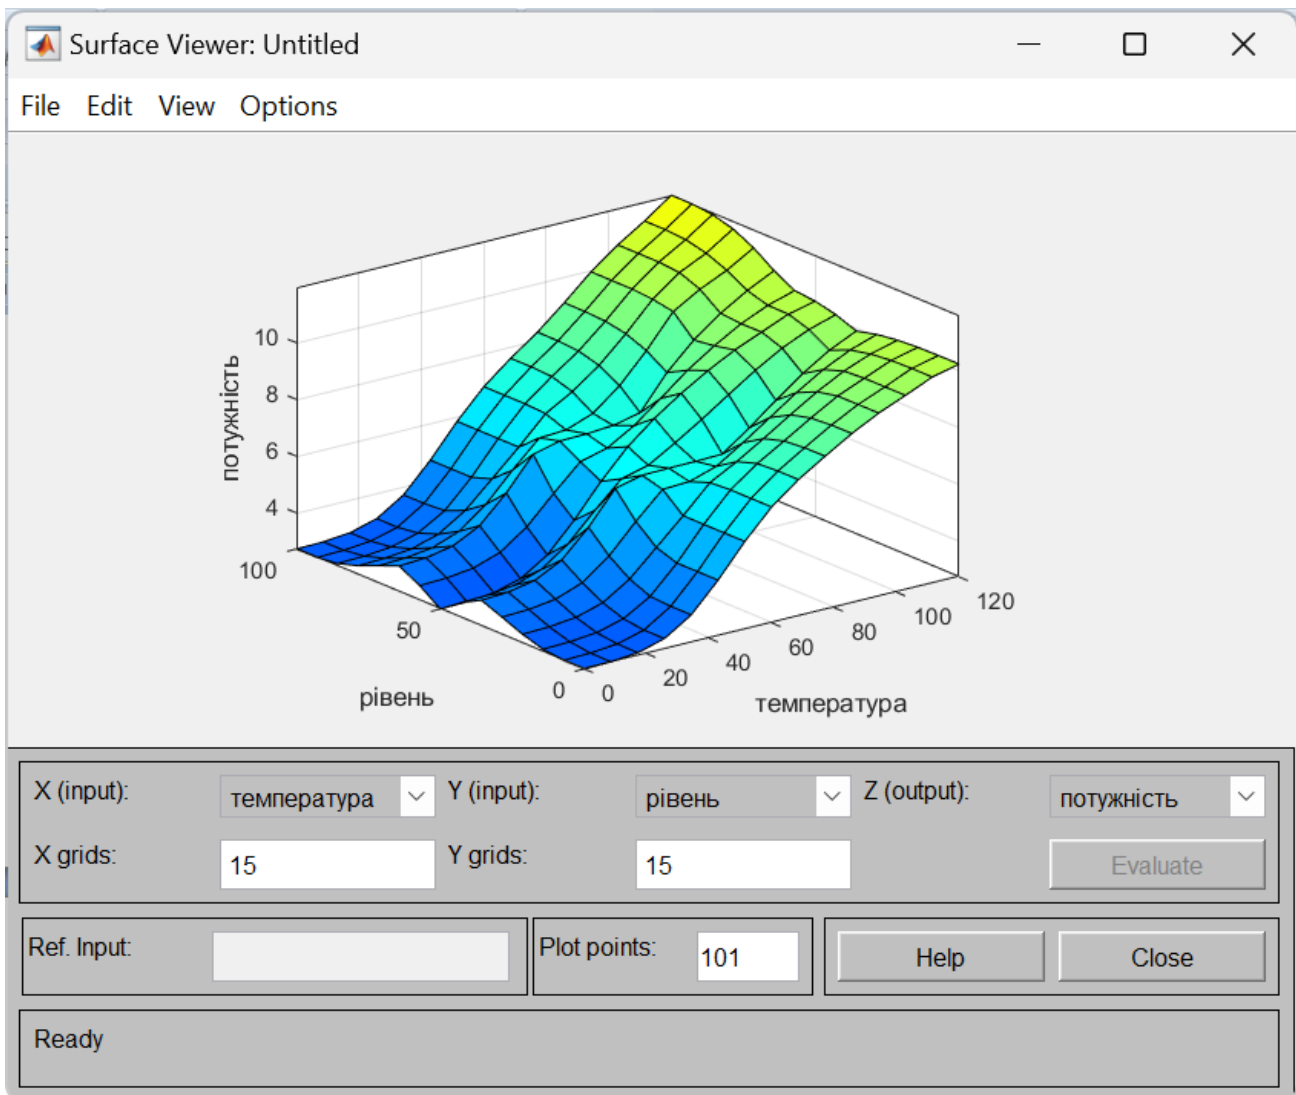 Surface Viewer: Untitled
File Edit View Options
потужність
10
8
6
4
100
50
0
рівень
0
20
40
60
80
100
120
температура
X (input): температура Y (input): рівень Z (output): потужність
X grids: 15 Y grids: 15 Evaluate
Ref. Input: Plot points: 101 Help Close
Ready